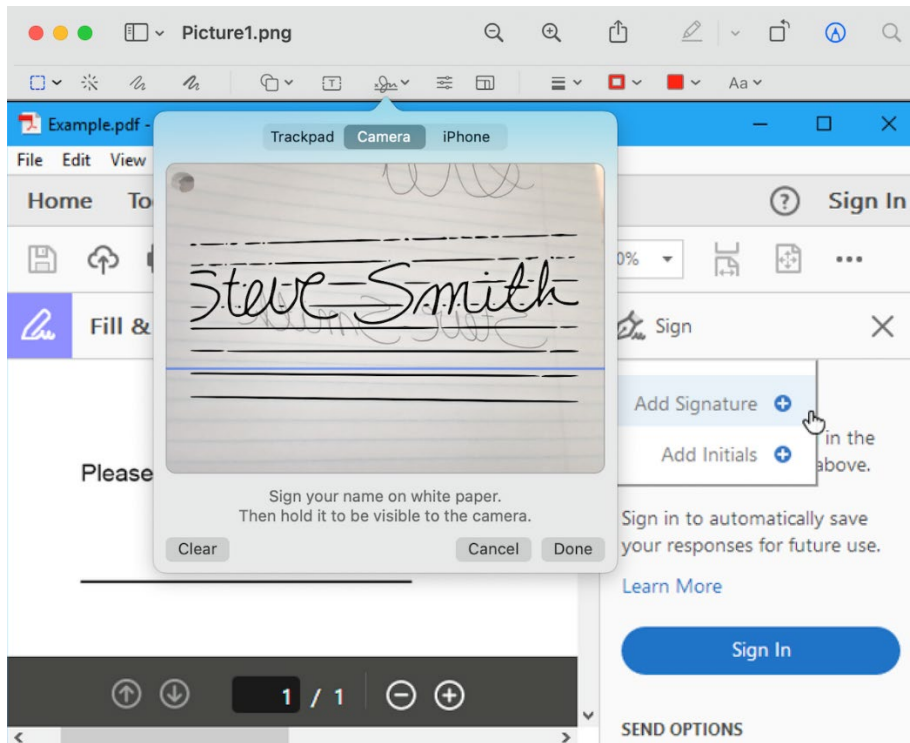 Picture1.png
Aa
Example.pdf -
Trackpad Camera iPhone
File Edit View
Home To
Sign In
Steve Smith
0%
Fill &
Sign
Add Signature
Add Initials
in the
above.
Please
Sign your name on white paper.
Then hold it to be visible to the camera.
Clear Cancel Done
Sign in to automatically save
your responses for future use.
Learn More
Sign In
1 / 1
SEND OPTIONS